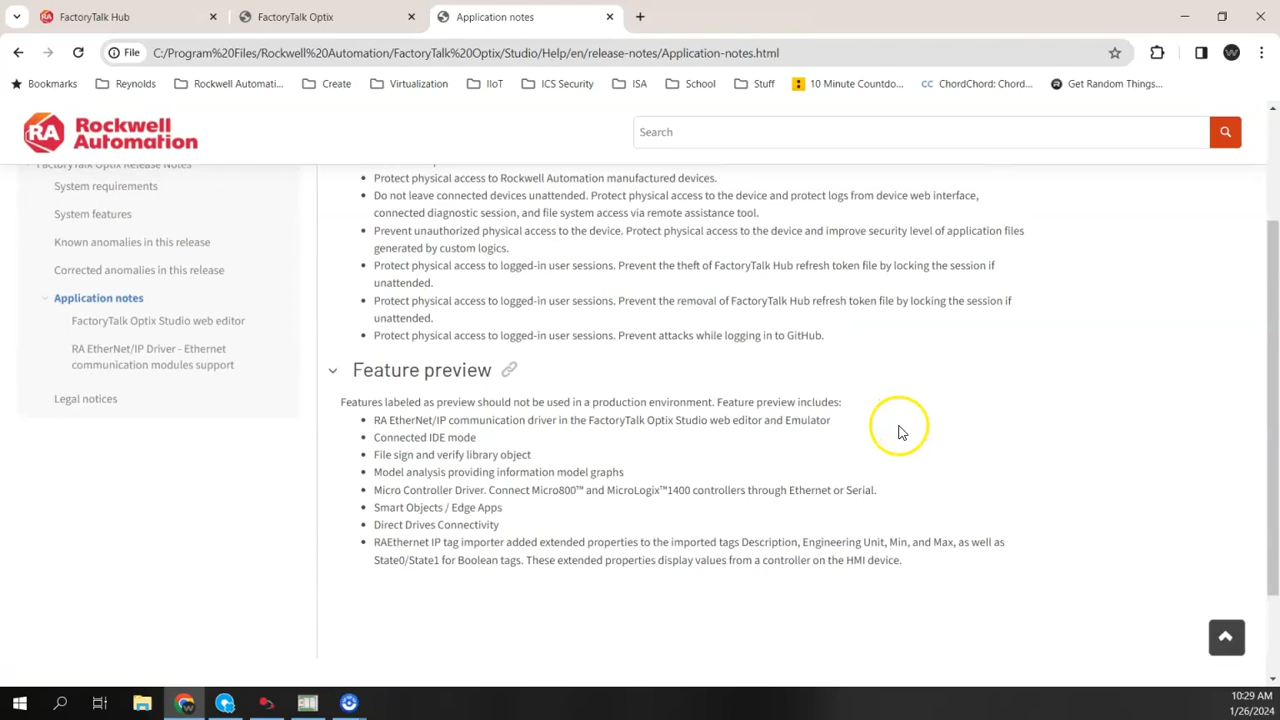 FactoryTalk Hub
FactoryTalk Optix
Application notes
File
C:/Program%20Files/Rockwell%20Automation/FactoryTalk%20Optix/Studio/Help/en/release-notes/Application-notes.html
Bookmarks
Reynolds
Rockwell Automati...
Create
Virtualization
IIoT
ICS Security
ISA
School
Stuff
10 Minute Countdo...
CC ChordChord: Chord...
Get Random Things...
RA Rockwell
Automation
Search
FactoryTalk Optix Release Notes
System requirements
System features
Known anomalies in this release
Corrected anomalies in this release
Application notes
FactoryTalk Optix Studio web editor
RA EtherNet/IP Driver - Ethernet
communication modules support
Legal notices
• Protect physical access to Rockwell Automation manufactured devices.
• Do not leave connected devices unattended. Protect physical access to the device and protect logs from device web interface,
connected diagnostic session, and file system access via remote assistance tool.
• Prevent unauthorized physical access to the device. Protect physical access to the device and improve security level of application files
generated by custom logics.
• Protect physical access to logged-in user sessions. Prevent the theft of FactoryTalk Hub refresh token file by locking the session if
unattended.
• Protect physical access to logged-in user sessions. Prevent the removal of FactoryTalk Hub refresh token file by locking the session if
unattended.
• Protect physical access to logged-in user sessions. Prevent attacks while logging in to GitHub.
Feature preview
Features labeled as preview should not be used in a production environment. Feature preview includes:
• RA EtherNet/IP communication driver in the FactoryTalk Optix Studio web editor and Emulator
• Connected IDE mode
• File sign and verify library object
• Model analysis providing information model graphs
• Micro Controller Driver. Connect Micro800™ and MicroLogix™1400 controllers through Ethernet or Serial.
• Smart Objects / Edge Apps
• Direct Drives Connectivity
• RAEthernet IP tag importer added extended properties to the imported tags Description, Engineering Unit, Min, and Max, as well as
State0/State1 for Boolean tags. These extended properties display values from a controller on the HMI device.
10:29 AM
1/26/2024